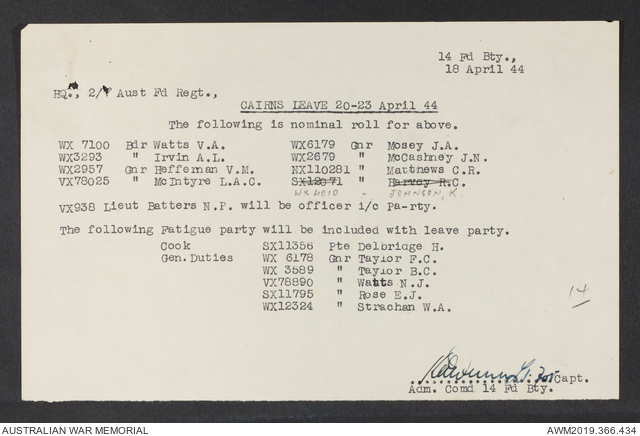 14 Fd Bty.,
18 April 44
HQ., 2/ Aust Fd Regt.,
CAIRNS LEAVE 20-23 April 44
The following is nominal roll for above.
WX 7100 Bdr Watts V.A. WX6179 Gnr Mosey J.A.
WX3293 " Irvin A.L. WX2679 " McCashney J.N.
WX2957 Gnr Heffernan V.M. NX110281 " Matthews C.R.
VX78025 " McIntyre L.A.C. SX12071 " Harvey R.C.
WX4010 - JOHNSON, K.
VX938 Lieut Batters N.P. will be officer i/c Pa-rty.
The following Fatigue party will be included with leave party.
Cook SX11356 Pte Delbridge H.
Gen.Duties WX 6178 Gnr Taylor F.C.
WX 3589 " Taylor B.C.
VX78890 " Watts N.J.
SX11795 " Rose E.J.
WX12324 " Strachan W.A.
14
Capt.
Adm. Comd 14 Fd Bty.
AUSTRALIAN WAR MEMORIAL AWM2019.366.434